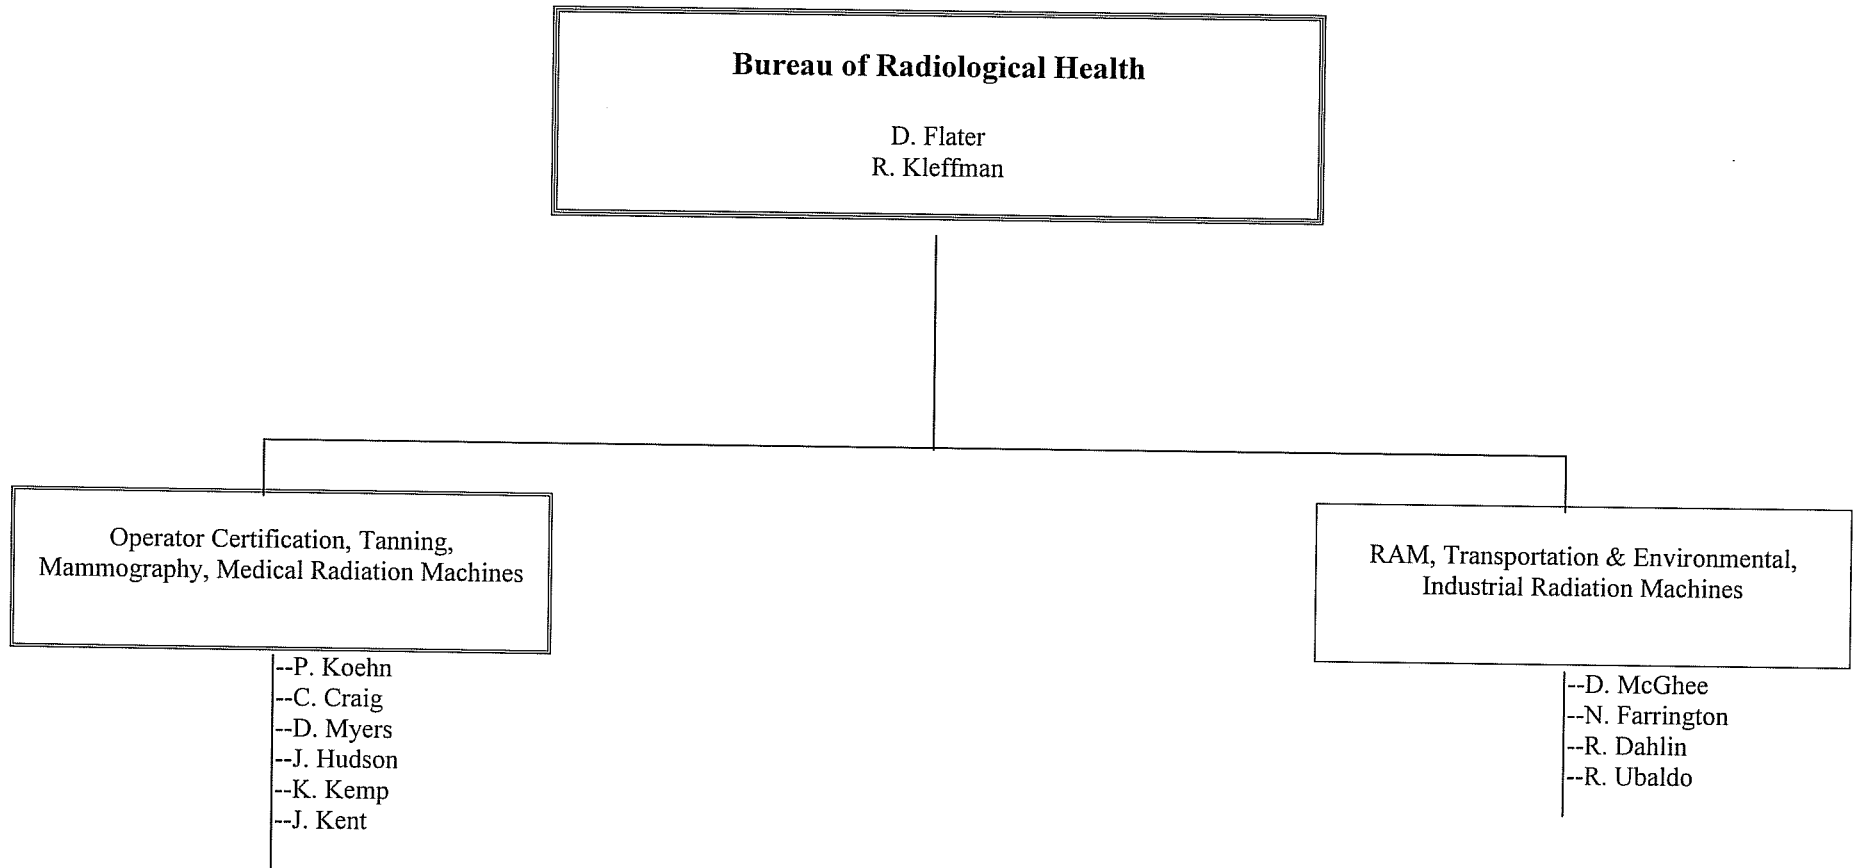 Bureau of Radiological Health
D. Flater
R. Kleffman
Operator Certification, Tanning,
Mammography, Medical Radiation Machines
--P. Koehn
--C. Craig
--D. Myers
--J. Hudson
--K. Kemp
--J. Kent
RAM, Transportation & Environmental,
Industrial Radiation Machines
--D. McGhee
--N. Farrington
--R. Dahlin
--R. Ubaldo